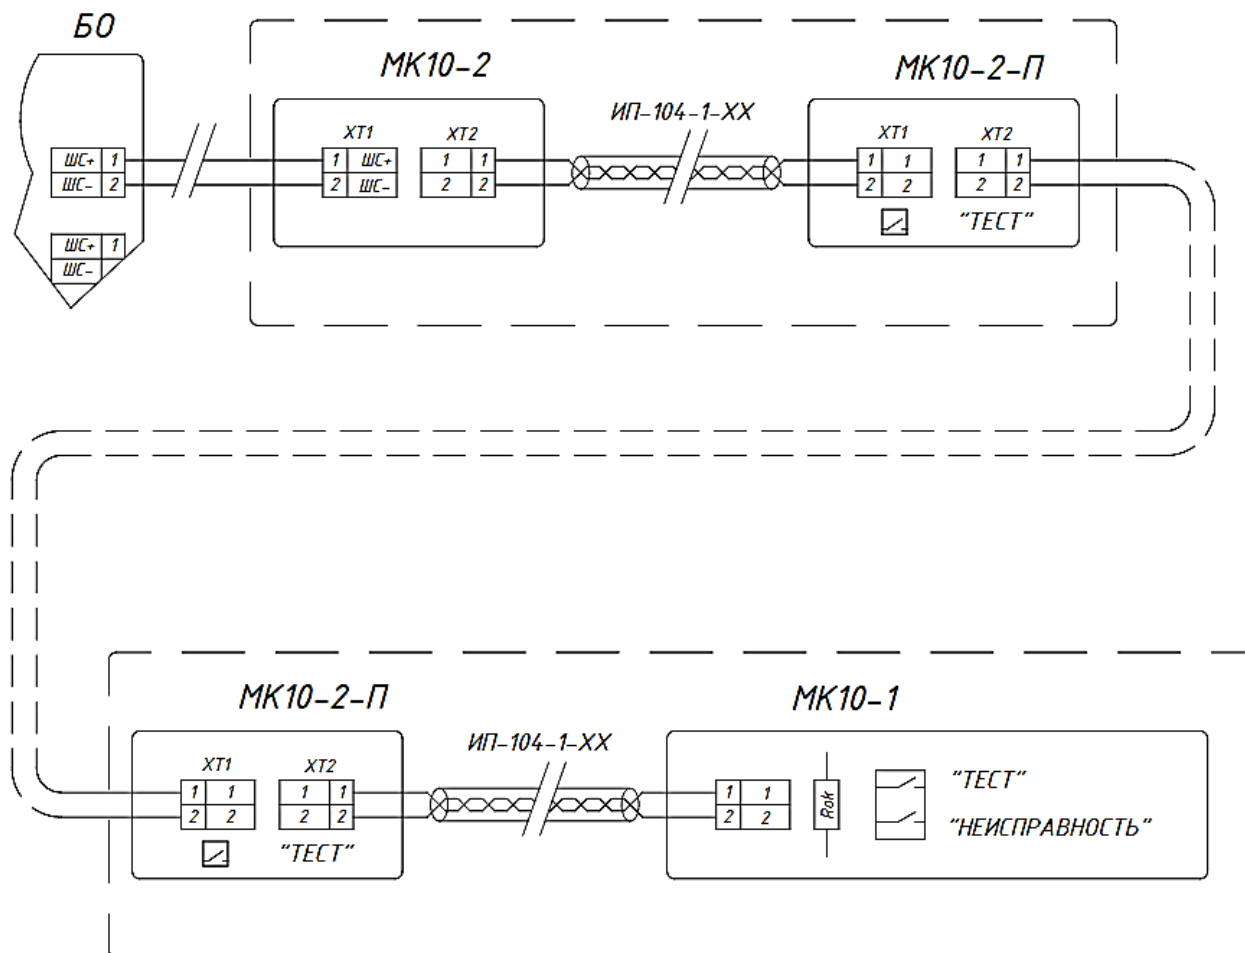 БО
МК10-2
МК10-2-П
ИП-104-1-ХХ
ХТ1
ХТ2
ХТ1
ХТ2
ШС+ 1
ШС- 2
1 ШС+
2 ШС-
1 1
2 2
1 1
2 2
1 1
2 2
"ТЕСТ"
ШС+ 1
ШС-
МК10-2-П
МК10-1
ИП-104-1-ХХ
ХТ1
ХТ2
1 1
2 2
1 1
2 2
1 1
2 2
Rok
"ТЕСТ"
"НЕИСПРАВНОСТЬ"
"ТЕСТ"